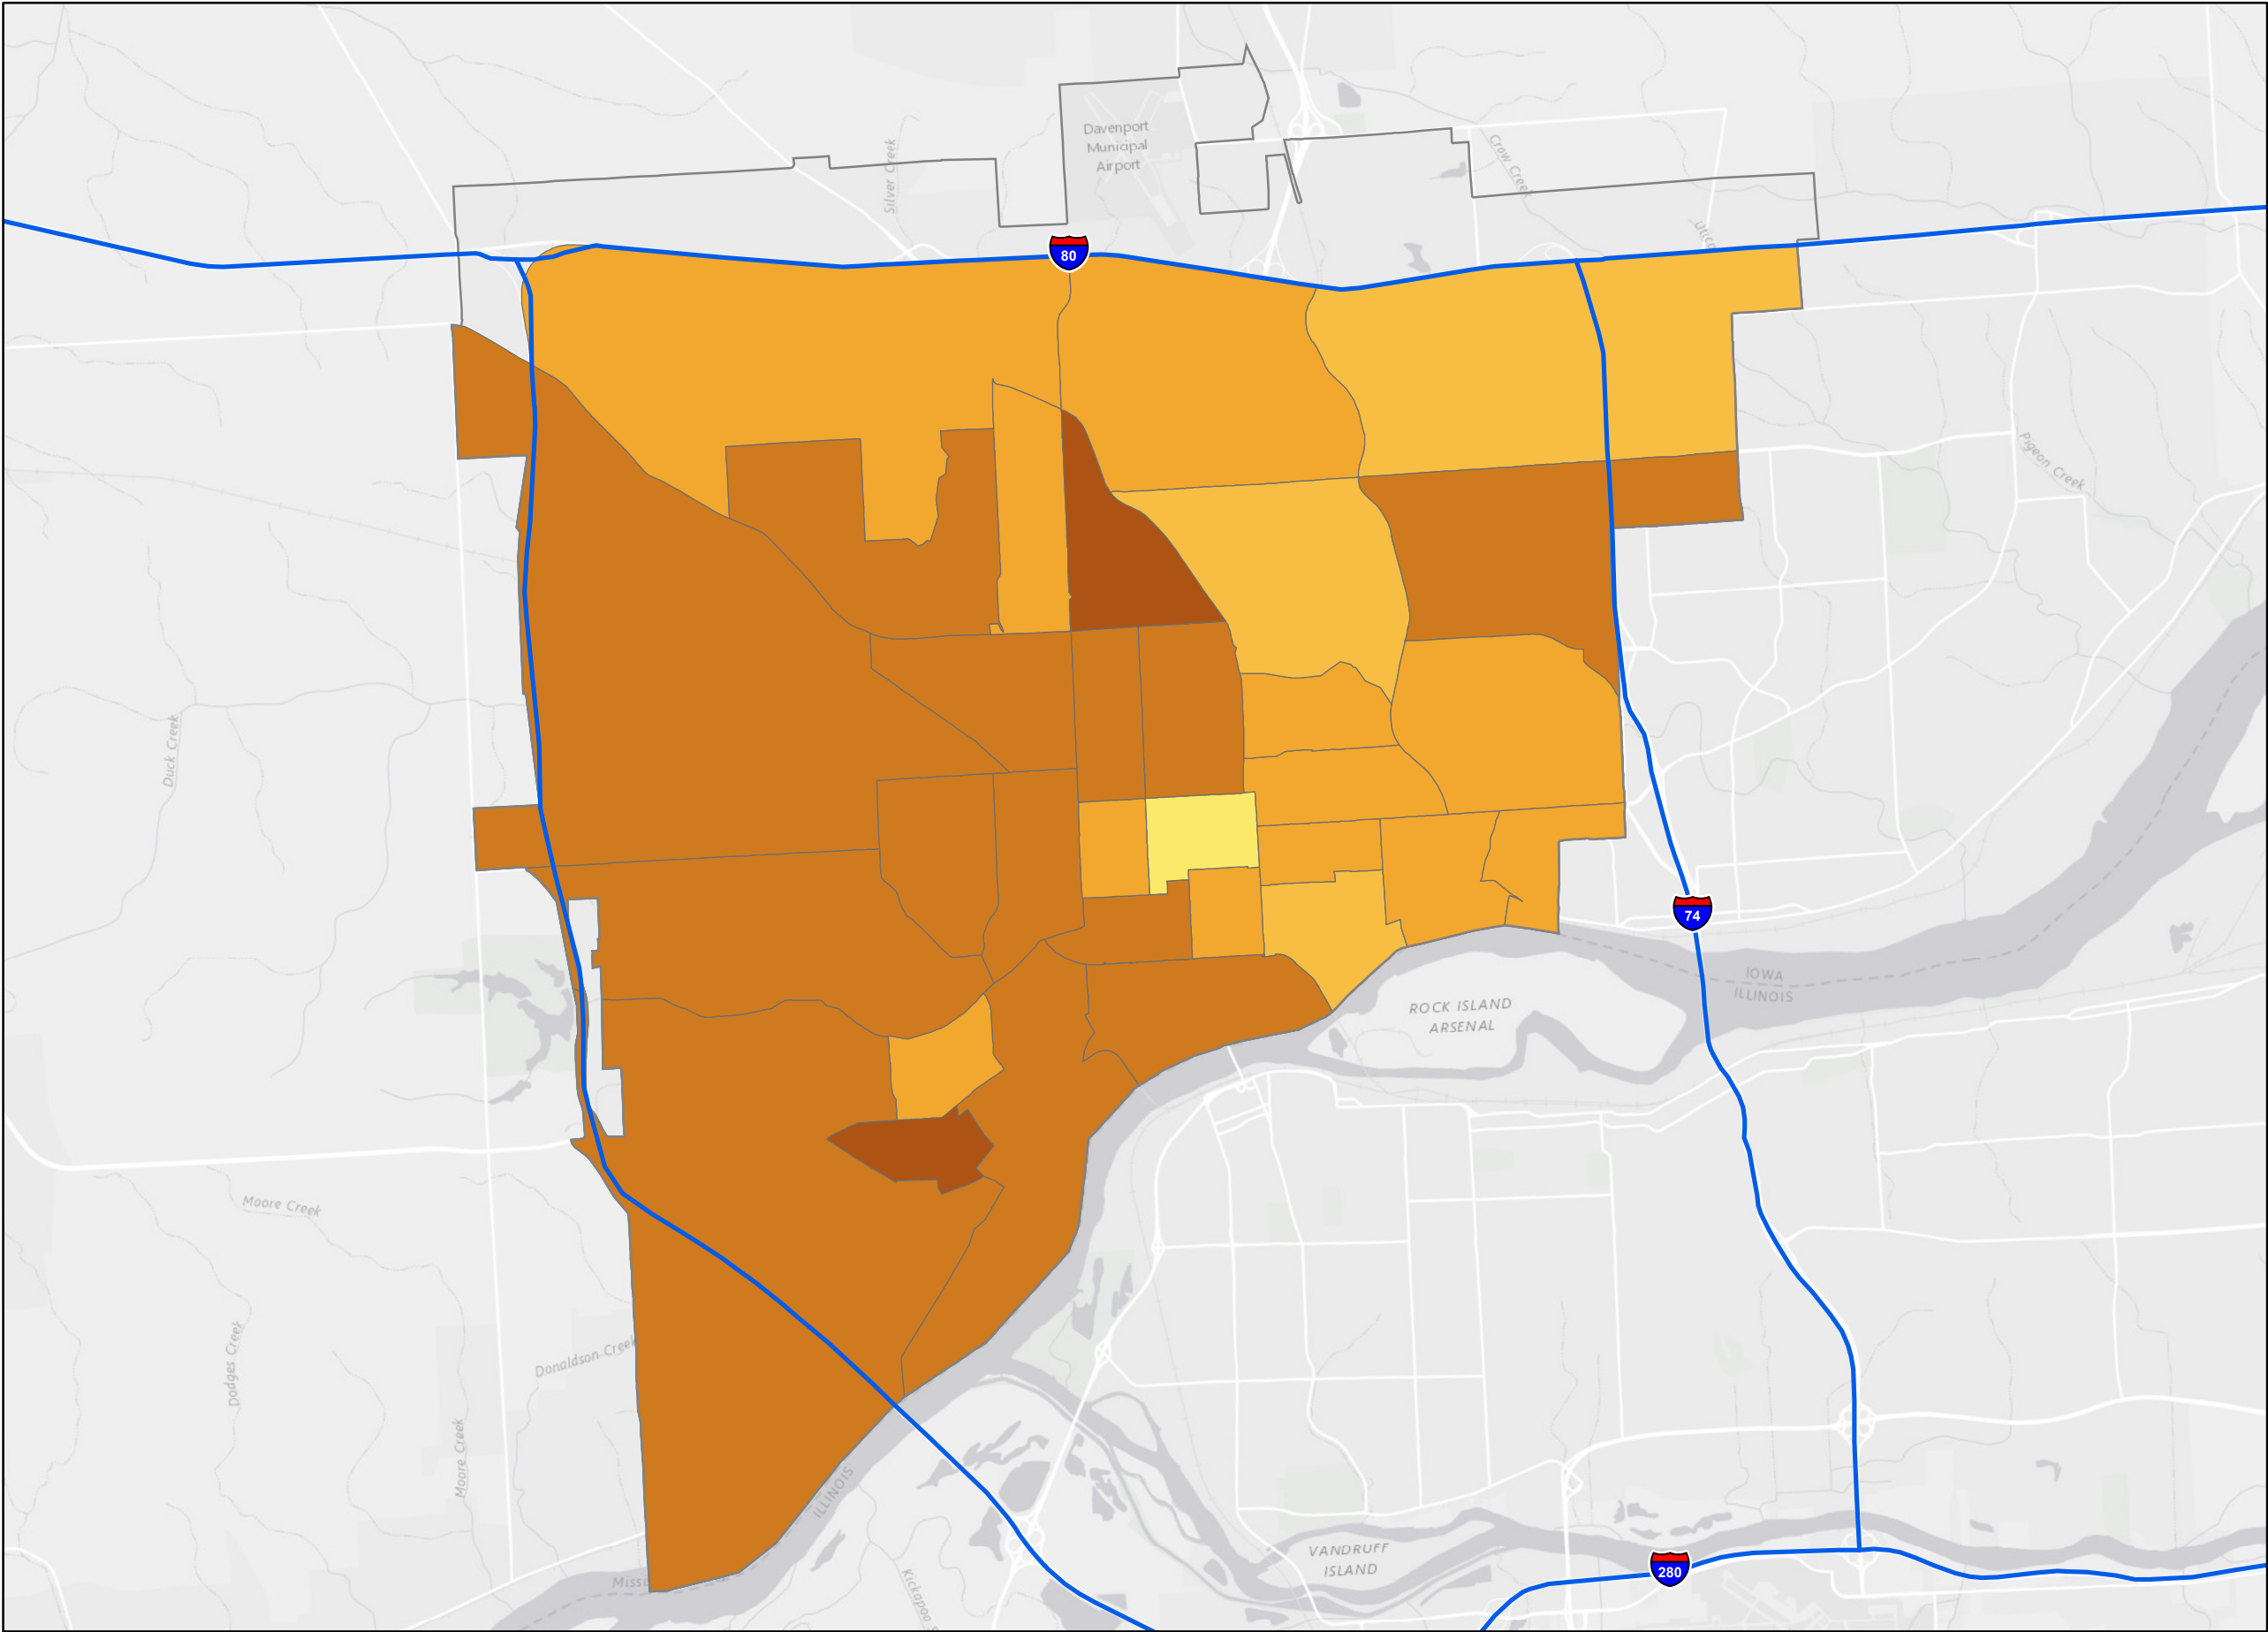 Davenport
Municipal
Airport
Silver Creek
Crow Creek
80
Pigeon Creek
Duck Creek
74
IOWA
ILLINOIS
ROCK ISLAND
ARSENAL
Moore Creek
Donaldson Creek
Dodges Creek
Moore Creek
ILLINOIS
VANDRUFF
ISLAND
280
Kickapoo